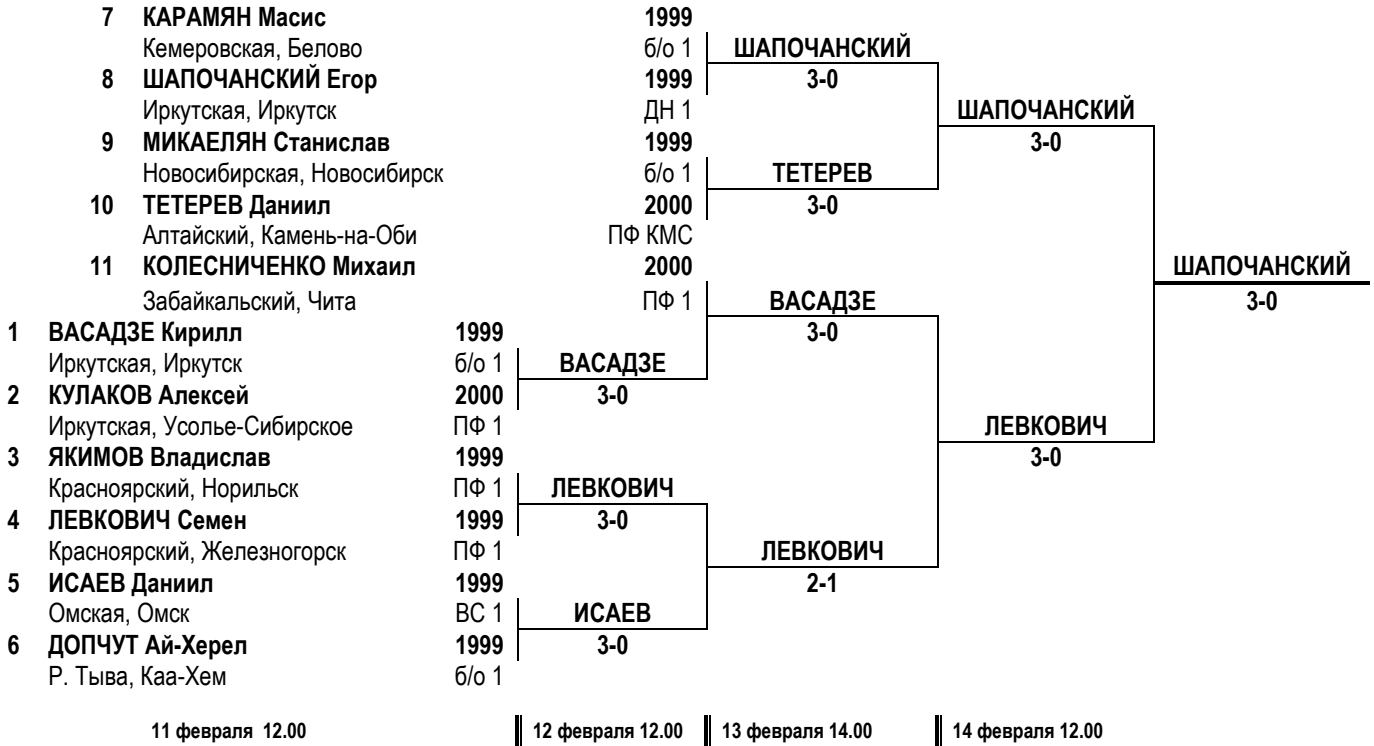 7 КАРАМЯН Масис 1999
Кемеровская, Белово б/о 1 ШАПОЧАНСКИЙ
8 ШАПОЧАНСКИЙ Егор 1999 3-0
Иркутская, Иркутск ДН 1 ШАПОЧАНСКИЙ
9 МИКАЕЛЯН Станислав 1999 3-0
Новосибирская, Новосибирск б/о 1 ТЕТЕРЕВ
10 ТЕТЕРЕВ Даниил 2000 3-0
Алтайский, Камень-на-Оби ПФ КМС
11 КОЛЕСНИЧЕНКО Михаил 2000 ШАПОЧАНСКИЙ
Забайкальский, Чита ПФ 1 ВАСАДЗЕ 3-0
1 ВАСАДЗЕ Кирилл 1999 3-0
Иркутская, Иркутск б/о 1 ВАСАДЗЕ
2 КУЛАКОВ Алексей 2000 3-0
Иркутская, Усолье-Сибирское ПФ 1 ЛЕВКОВИЧ
3 ЯКИМОВ Владислав 1999 3-0
Красноярский, Норильск ПФ 1 ЛЕВКОВИЧ
4 ЛЕВКОВИЧ Семен 1999 3-0
Красноярский, Железногорск ПФ 1 ЛЕВКОВИЧ
5 ИСАЕВ Даниил 1999 2-1
Омская, Омск ВС 1 ИСАЕВ
6 ДОПЧУТ Ай-Херел 1999 3-0
Р. Тыва, Каа-Хем б/о 1
11 февраля 12.00 12 февраля 12.00 13 февраля 14.00 14 февраля 12.00